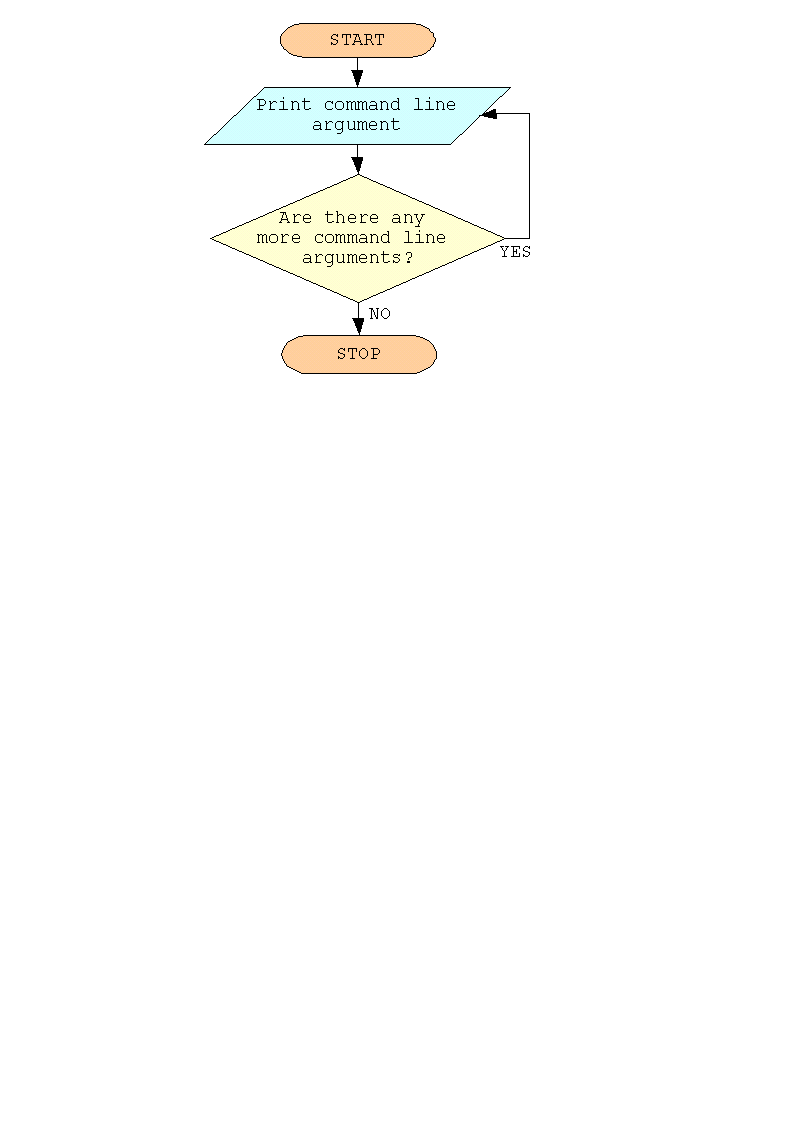 START
Print command line
argument
Are there any
more command line
arguments?
YES
NO
STOP